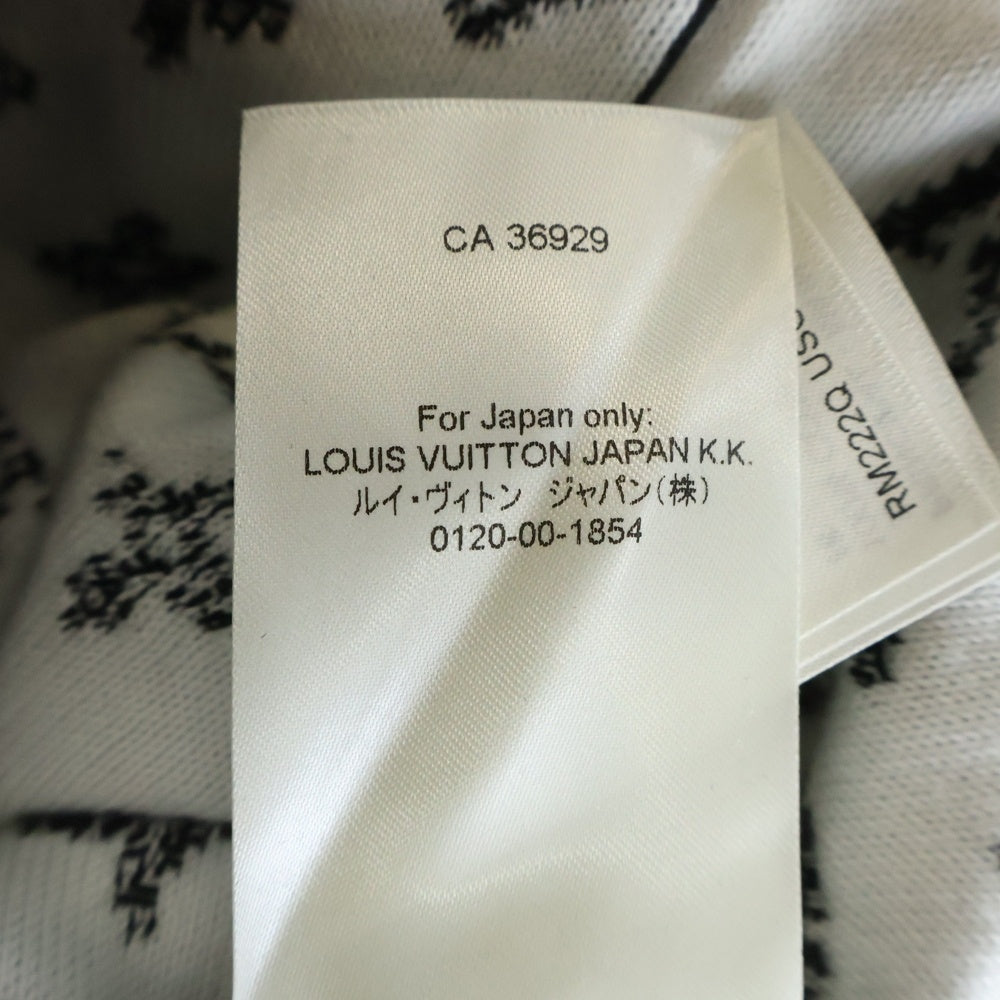 CA 36929
For Japan only:
LOUIS VUITTON JAPAN K.K.
ルイ・ヴィトン　ジャパン(株)
0120-00-1854
RM222Q